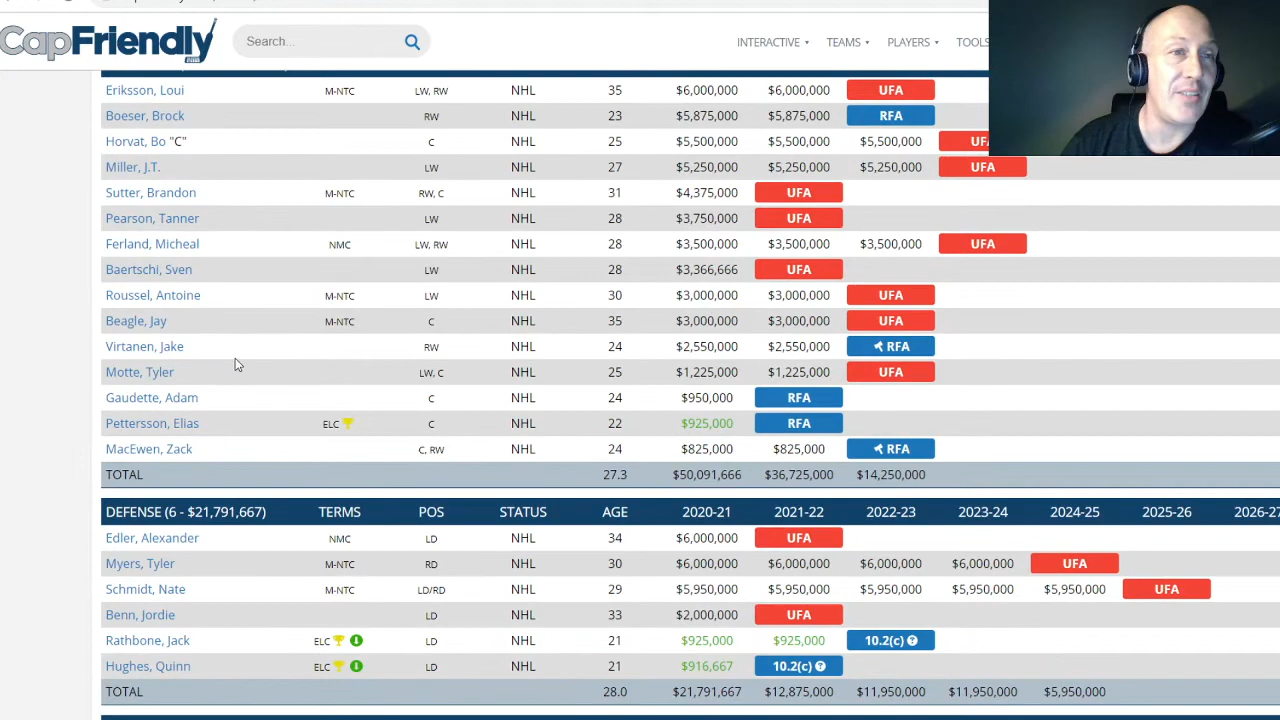 CapFriendly Search... INTERACTIVE TEAMS PLAYERS TOOLS
Eriksson, Loui M-NTC LW, RW NHL 35 $6,000,000 $6,000,000 UFA
Boeser, Brock RW NHL 23 $5,875,000 $5,875,000 RFA
Horvat, Bo "C" C NHL 25 $5,500,000 $5,500,000 $5,500,000 UF
Miller, J.T. LW NHL 27 $5,250,000 $5,250,000 $5,250,000 UFA
Sutter, Brandon M-NTC RW, C NHL 31 $4,375,000 UFA
Pearson, Tanner LW NHL 28 $3,750,000 UFA
Ferland, Micheal NMC LW, RW NHL 28 $3,500,000 $3,500,000 $3,500,000 UFA
Baertschi, Sven LW NHL 28 $3,366,666 UFA
Roussel, Antoine M-NTC LW NHL 30 $3,000,000 $3,000,000 UFA
Beagle, Jay M-NTC C NHL 35 $3,000,000 $3,000,000 UFA
Virtanen, Jake RW NHL 24 $2,550,000 $2,550,000 RFA
Motte, Tyler LW, C NHL 25 $1,225,000 $1,225,000 UFA
Gaudette, Adam C NHL 24 $950,000 RFA
Pettersson, Elias ELC C NHL 22 $925,000 RFA
MacEwen, Zack C, RW NHL 24 $825,000 $825,000 RFA
TOTAL 27.3 $50,091,666 $36,725,000 $14,250,000
DEFENSE (6 - $21,791,667) TERMS POS STATUS AGE 2020-21 2021-22 2022-23 2023-24 2024-25 2025-26 2026-27
Edler, Alexander NMC LD NHL 34 $6,000,000 UFA
Myers, Tyler M-NTC RD NHL 30 $6,000,000 $6,000,000 $6,000,000 $6,000,000 UFA
Schmidt, Nate M-NTC LD/RD NHL 29 $5,950,000 $5,950,000 $5,950,000 $5,950,000 $5,950,000 UFA
Benn, Jordie LD NHL 33 $2,000,000 UFA
Rathbone, Jack ELC LD NHL 21 $925,000 $925,000 10.2(c)
Hughes, Quinn ELC LD NHL 21 $916,667 10.2(c)
TOTAL 28.0 $21,791,667 $12,875,000 $11,950,000 $11,950,000 $5,950,000